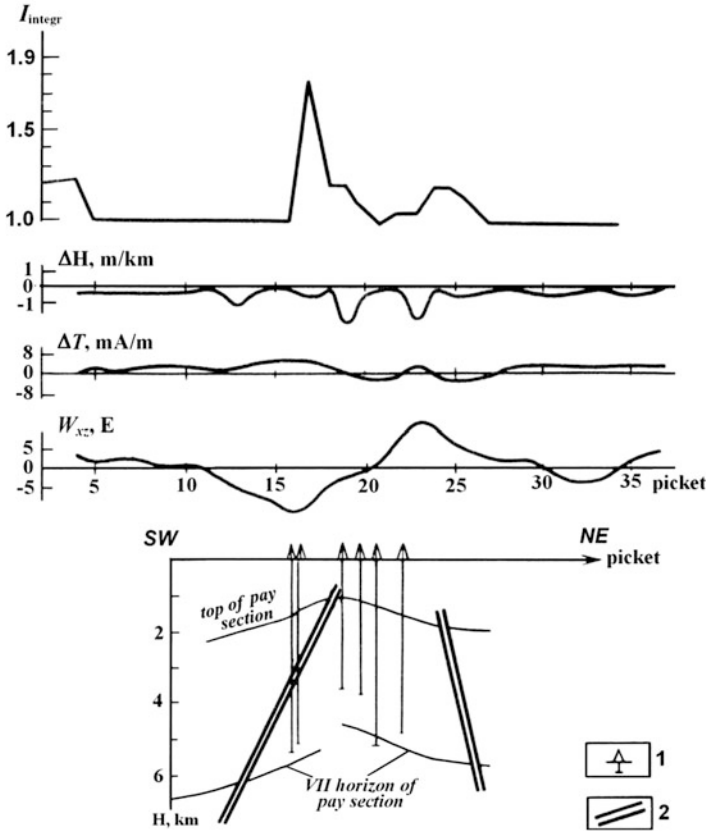 I integr
1.9
1.5
1.0
ΔH, m/km
1
0
-1
ΔT, mA/m
8
0
-8
W xz, E
5
0
-5
5 10 15 20 25 30 35 picket
SW NE
picket
top of pay
section
2
4
6
VII horizon of
pay section
H, km
1
2